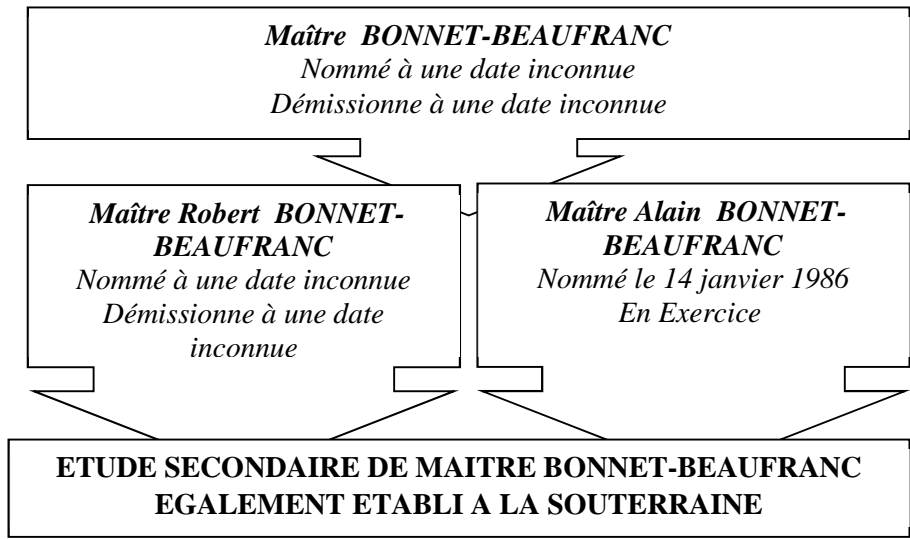 Maître BONNET-BEAUFRANC
Nommé à une date inconnue
Démissionne à une date inconnue
Maître Robert BONNET-
BEAUFRANC
Nommé à une date inconnue
Démissionne à une date
inconnue
Maître Alain BONNET-
BEAUFRANC
Nommé le 14 janvier 1986
En Exercice
ETUDE SECONDAIRE DE MAITRE BONNET-BEAUFRANC
EGALEMENT ETABLI A LA SOUTERRAINE